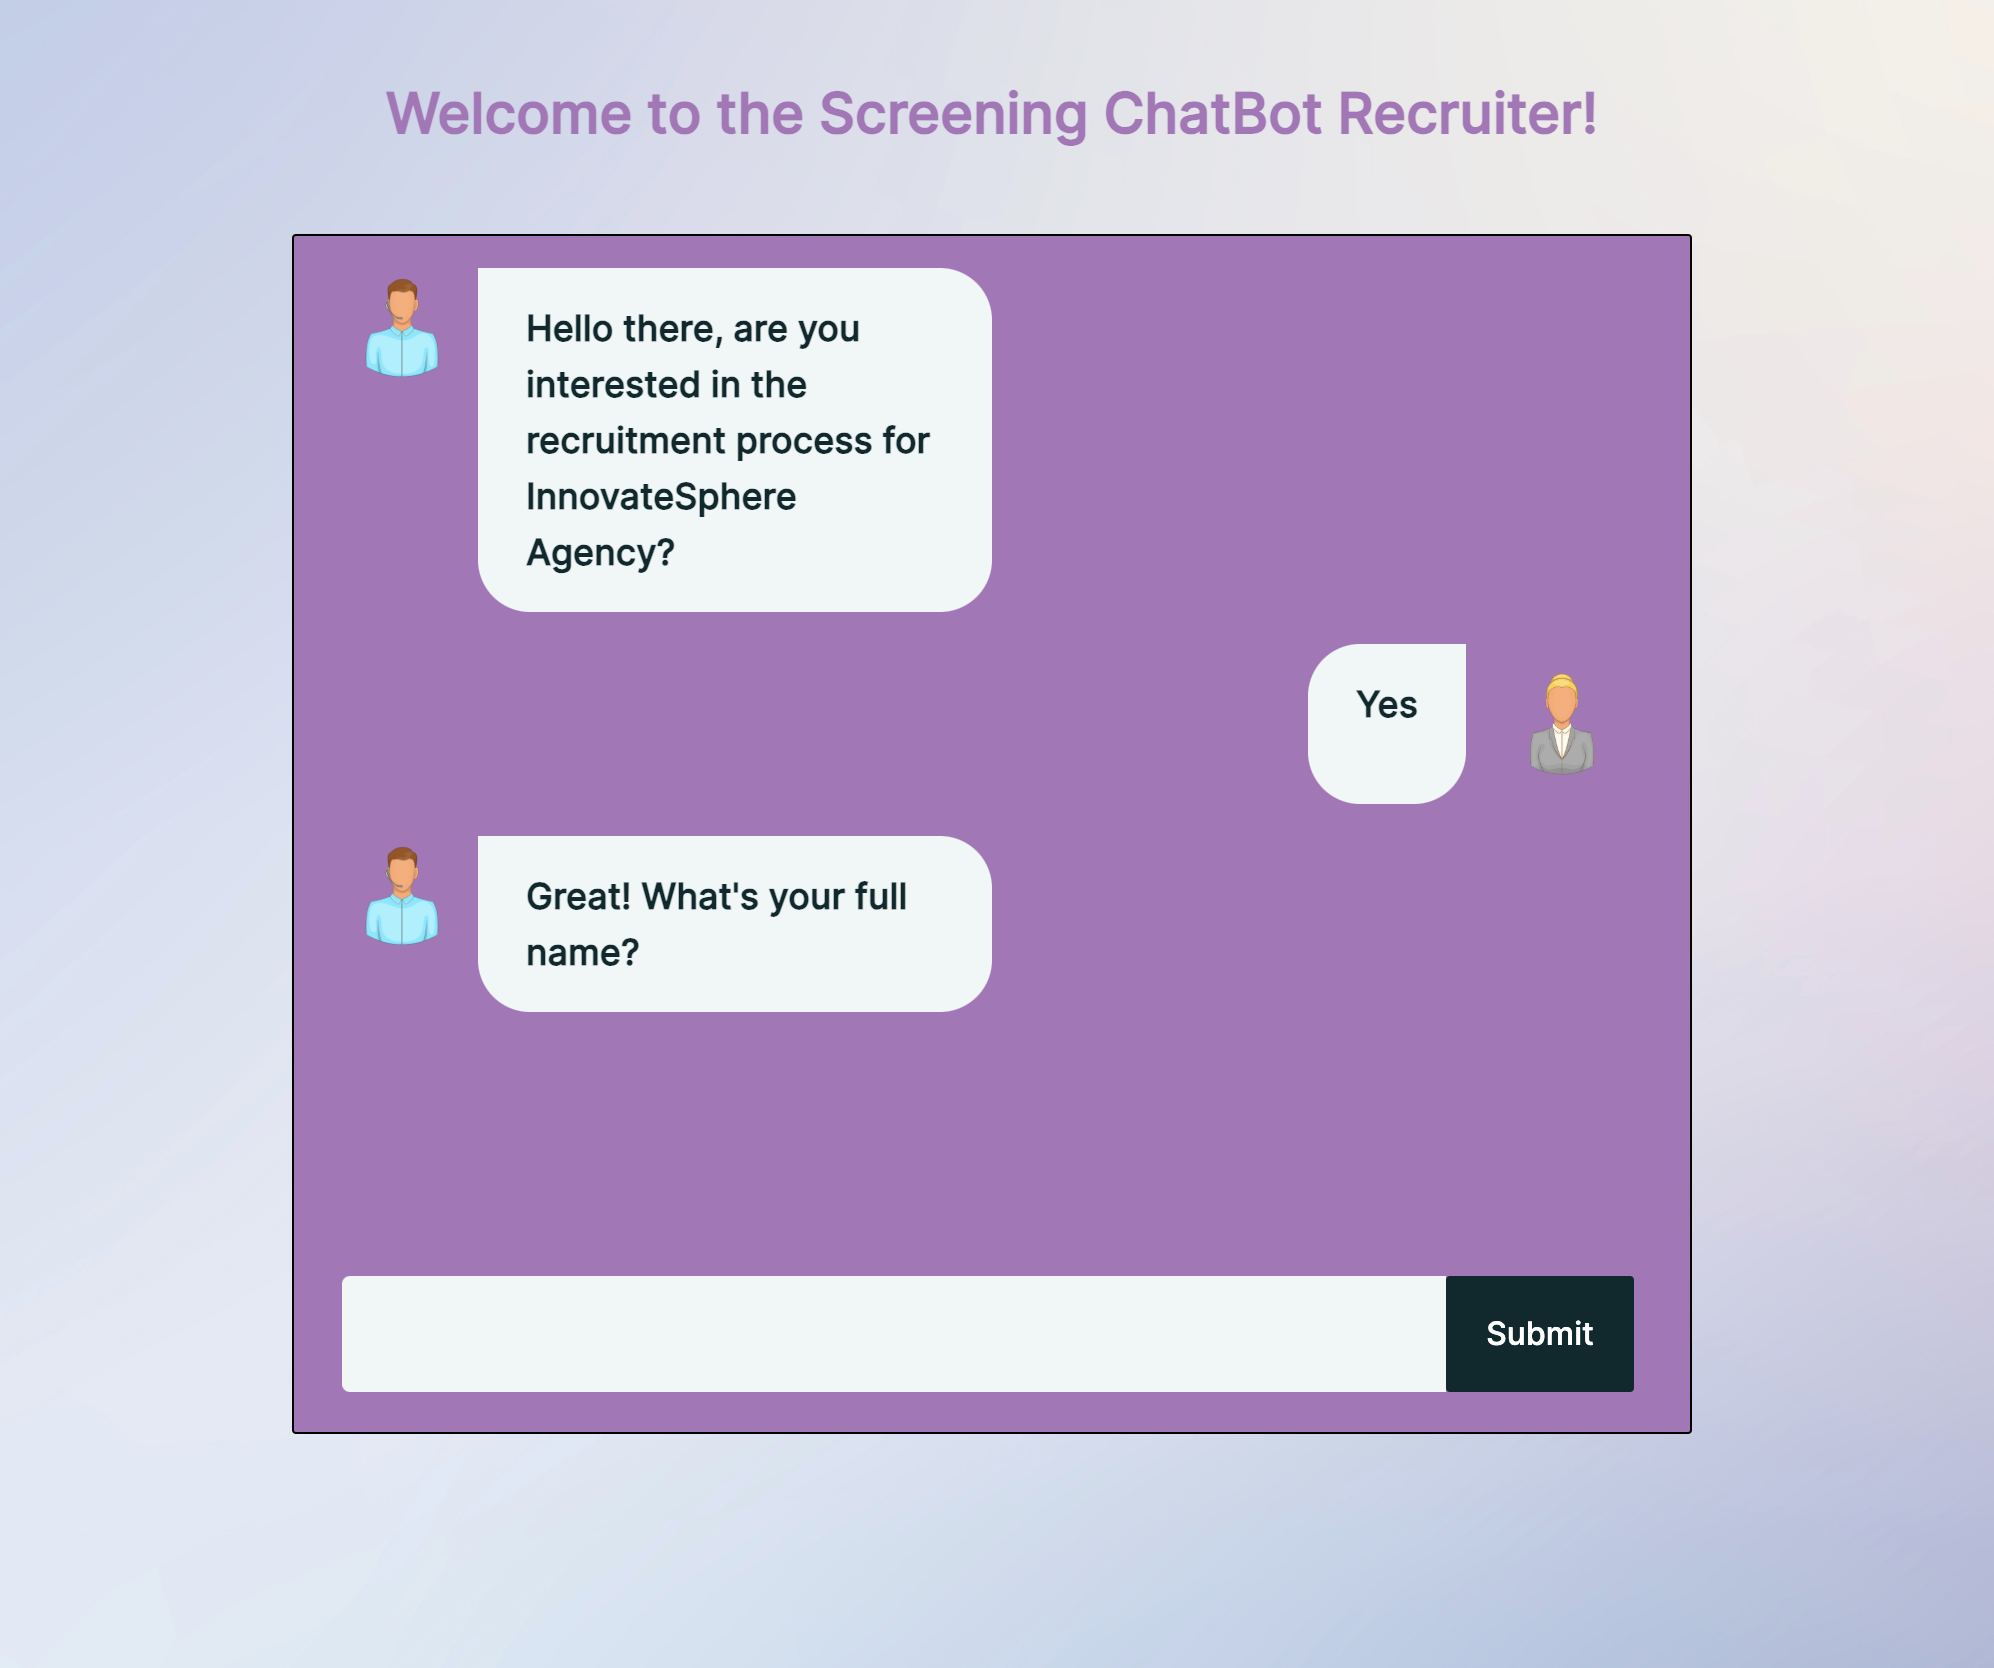 Welcome to the Screening ChatBot Recruiter!
Hello there, are you
interested in the
recruitment process for
InnovateSphere
Agency?
Yes
Great! What's your full
name?
Submit